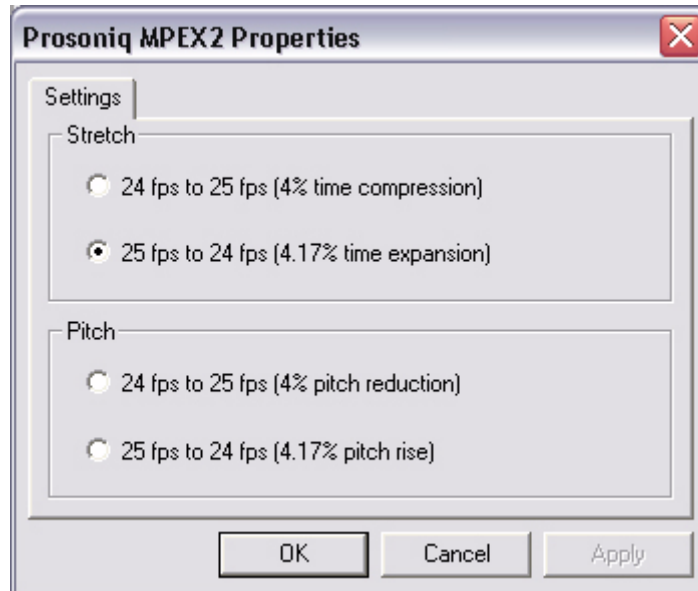 Prosoniq MPEX2 Properties
Settings
Stretch
24 fps to 25 fps (4% time compression)
25 fps to 24 fps (4.17% time expansion)
Pitch
24 fps to 25 fps (4% pitch reduction)
25 fps to 24 fps (4.17% pitch rise)
OK Cancel Apply